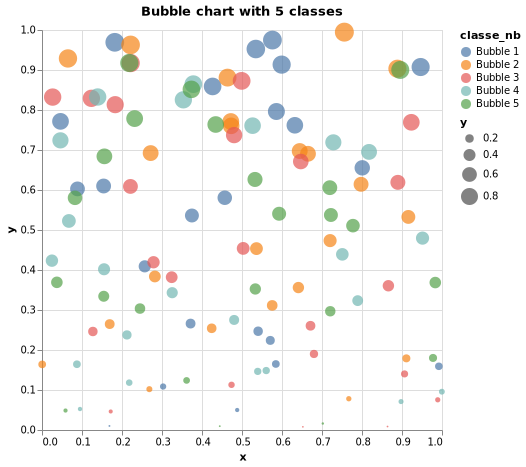 Bubble chart with 5 classes
classe_nb
Bubble 1
Bubble 2
Bubble 3
Bubble 4
Bubble 5
y
0.2
0.4
0.6
0.8
y
1.0
0.9
0.8
0.7
0.6
0.5
0.4
0.3
0.2
0.1
0.0
0.0 0.1 0.2 0.3 0.4 0.5 0.6 0.7 0.8 0.9 1.0
x